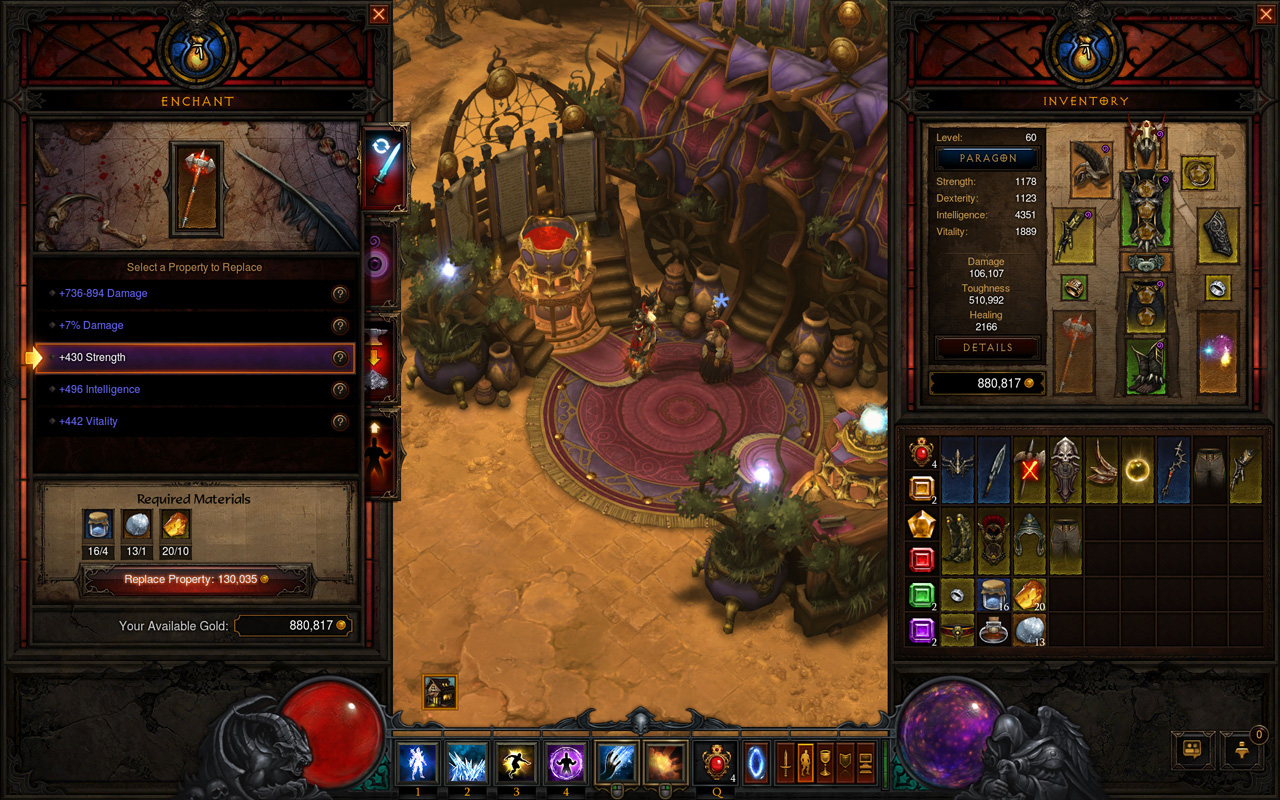 ENCHANT
Select a Property to Replace
+736-894 Damage
?
+7% Damage
?
+430 Strength
?
+496 Intelligence
?
+442 Vitality
?
Required Materials
16/4 13/1 20/10
Replace Property: 130,035
Your Available Gold: 880,817
1 2 3 4 Q
4
INVENTORY
Level: 60
PARAGON
Strength: 1178
Dexterity: 1123
Intelligence: 4351
Vitality: 1889
Damage
106,107
Toughness
510,992
Healing
2166
DETAILS
880,817
4
2
2 16 20
2 13
0